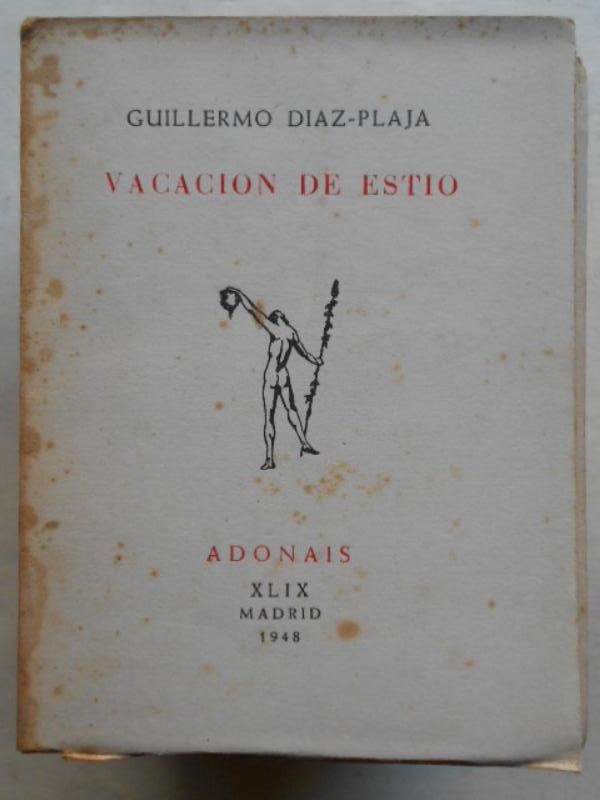 GUILLERMO DIAZ-PLAJA
VACACION DE ESTIO
ADONAIS
XLIX
MADRID
1948